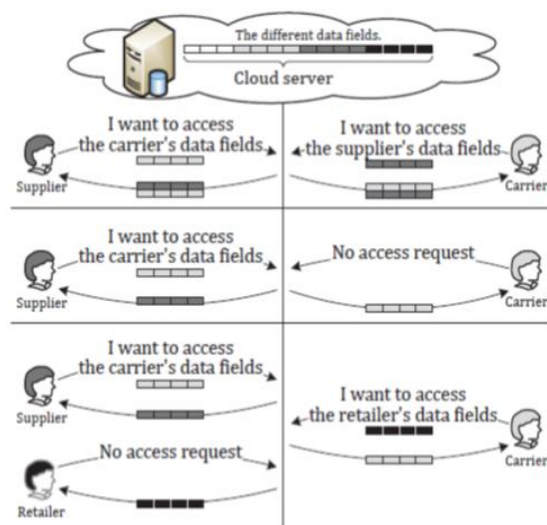 The different data fields.
Cloud server
I want to access
the carrier's data fields
Supplier
I want to access
the supplier's data fields
Carrier
I want to access
the carrier's data fields
Supplier
No access request
Carrier
I want to access
the carrier's data fields
Supplier
I want to access
the retailer's data fields
Carrier
No access request
Retailer